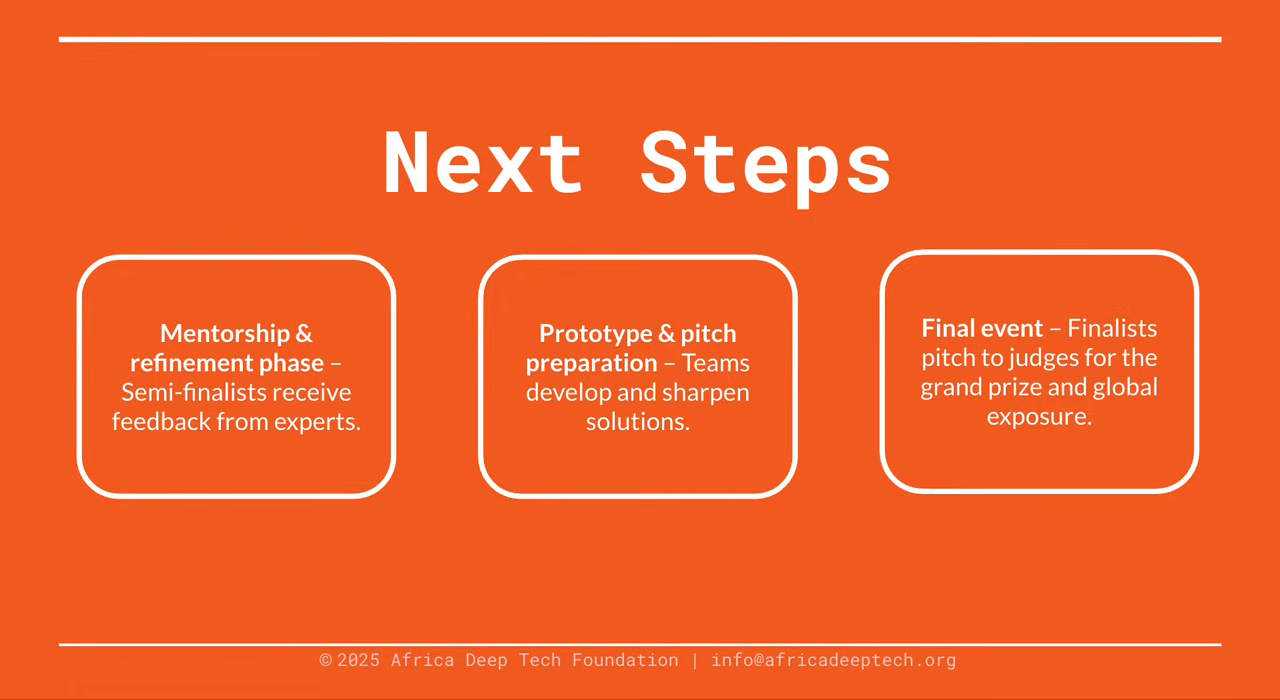 Next Steps
Mentorship &
refinement phase –
Semi-finalists receive
feedback from experts.
Prototype & pitch
preparation – Teams
develop and sharpen
solutions.
Final event – Finalists
pitch to judges for the
grand prize and global
exposure.
© 2025 Africa Deep Tech Foundation | info@africadeeptech.org